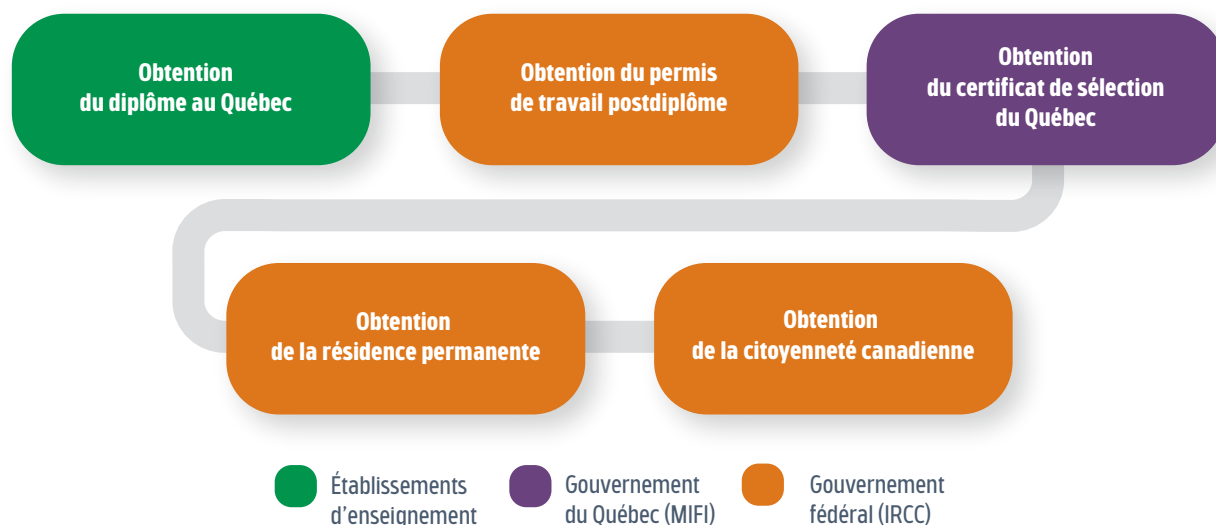 Obtention
du diplôme au Québec
Obtention du permis
de travail postdiplôme
Obtention
du certificat de sélection
du Québec
Obtention
de la résidence permanente
Obtention
de la citoyenneté canadienne
Établissements
d'enseignement
Gouvernement
du Québec (MIFI)
Gouvernement
fédéral (IRCC)